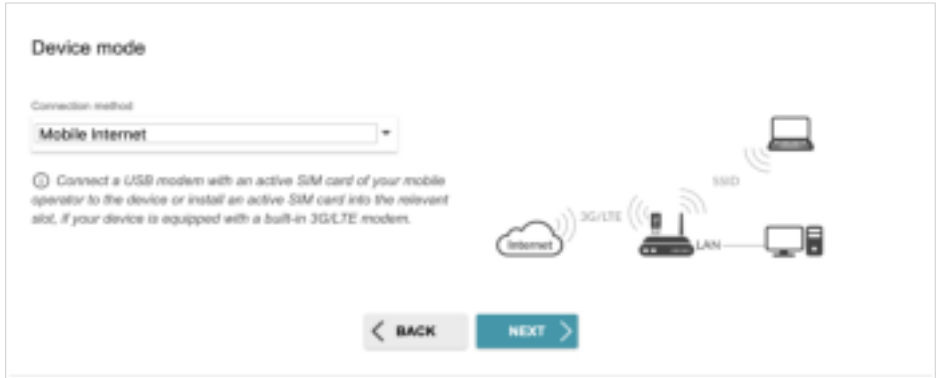 Device mode
Connection method
Mobile Internet
Connect a USB modem with an active SIM card of your mobile
operator to the device or install an active SIM card into the relevant
slot, if your device is equipped with a built-in 3G/LTE modem.
SSID
3G/LTE
Internet
LAN
BACK
NEXT